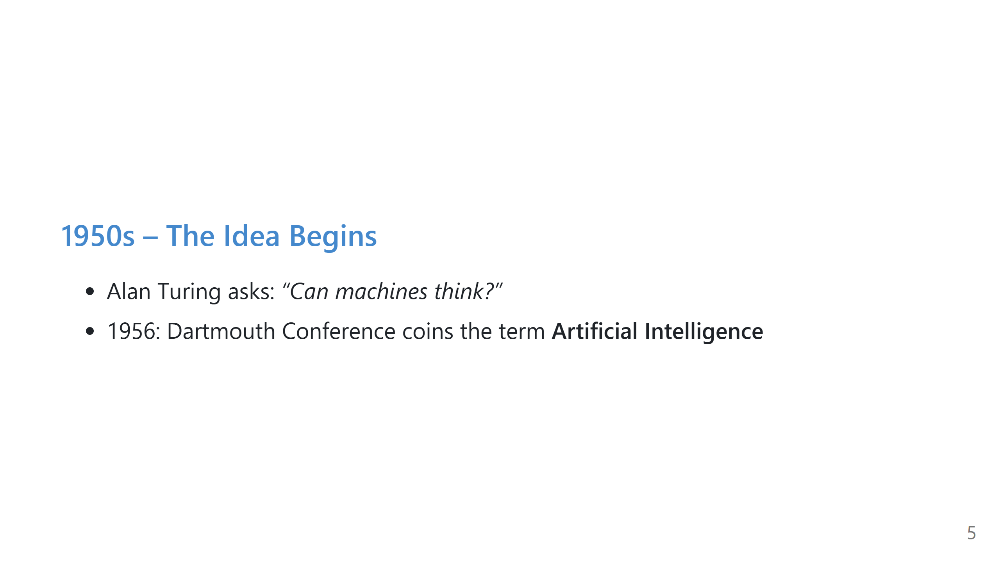 1950s – The Idea Begins
• Alan Turing asks: “Can machines think?”
• 1956: Dartmouth Conference coins the term Artificial Intelligence
5